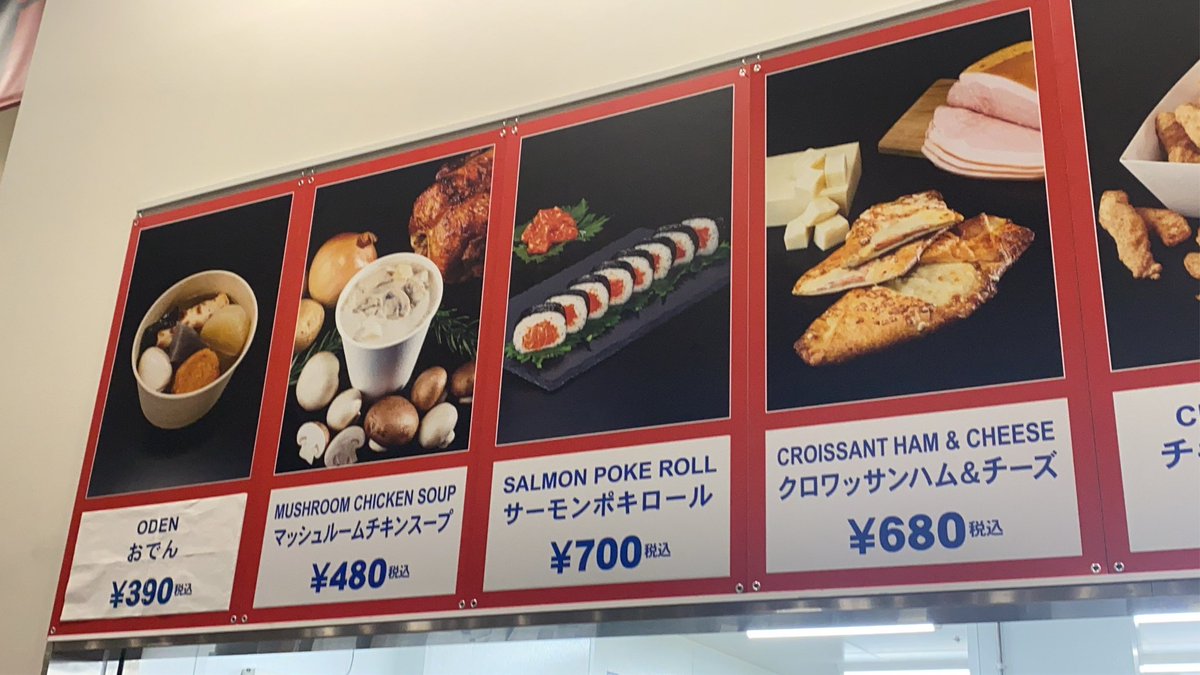 ODEN
おでん
¥390税込
MUSHROOM CHICKEN SOUP
マッシュルームチキンスープ
¥480税込
SALMON POKE ROLL
サーモンポキロール
¥700税込
CROISSANT HAM & CHEESE
クロワッサンハム&チーズ
¥680税込
C
チキ